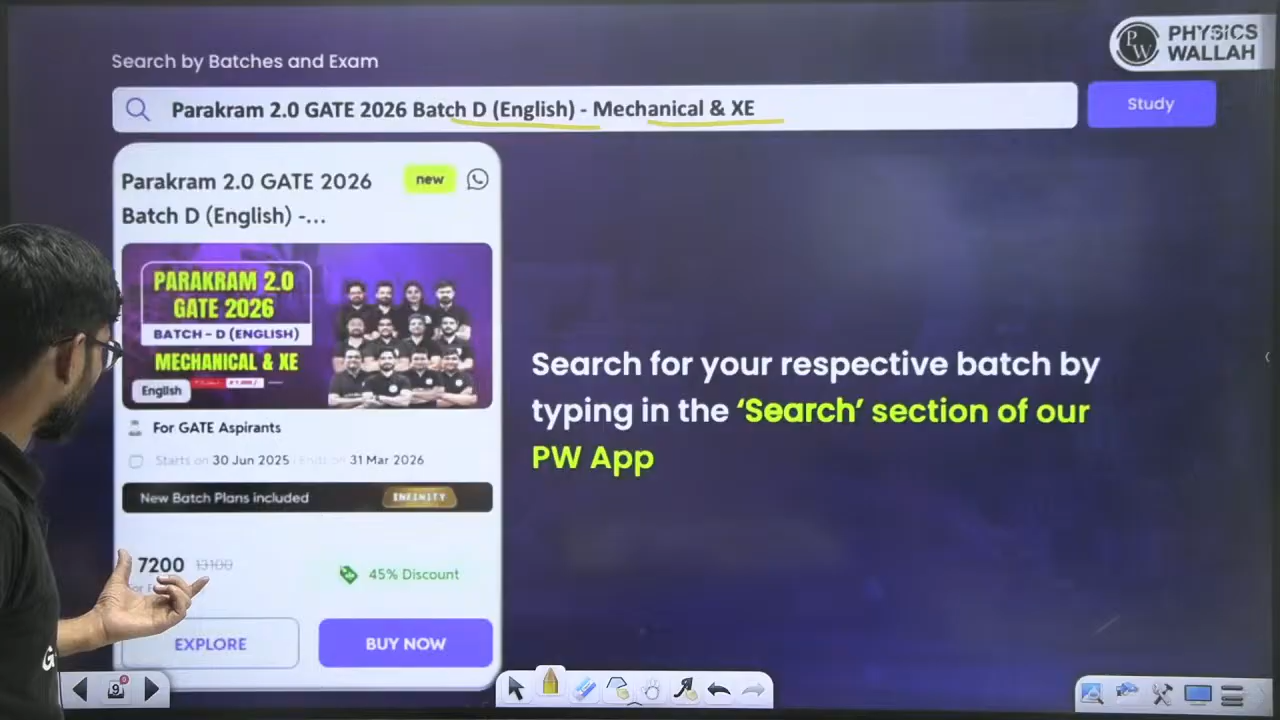 PHYSICS
WALLAH
Search by Batches and Exam
Parakram 2.0 GATE 2026 Batch D (English) - Mechanical & XE
Study
Parakram 2.0 GATE 2026
new
Batch D (English) -...
PARAKRAM 2.0
GATE 2026
BATCH - D (ENGLISH)
MECHANICAL & XE
English
For GATE Aspirants
Starts on 30 Jun 2025 Ends on 31 Mar 2026
New Batch Plans included
INFINITY
7200 13100
45% Discount
EXPLORE
BUY NOW
Search for your respective batch by
typing in the ‘Search’ section of our
PW App
9